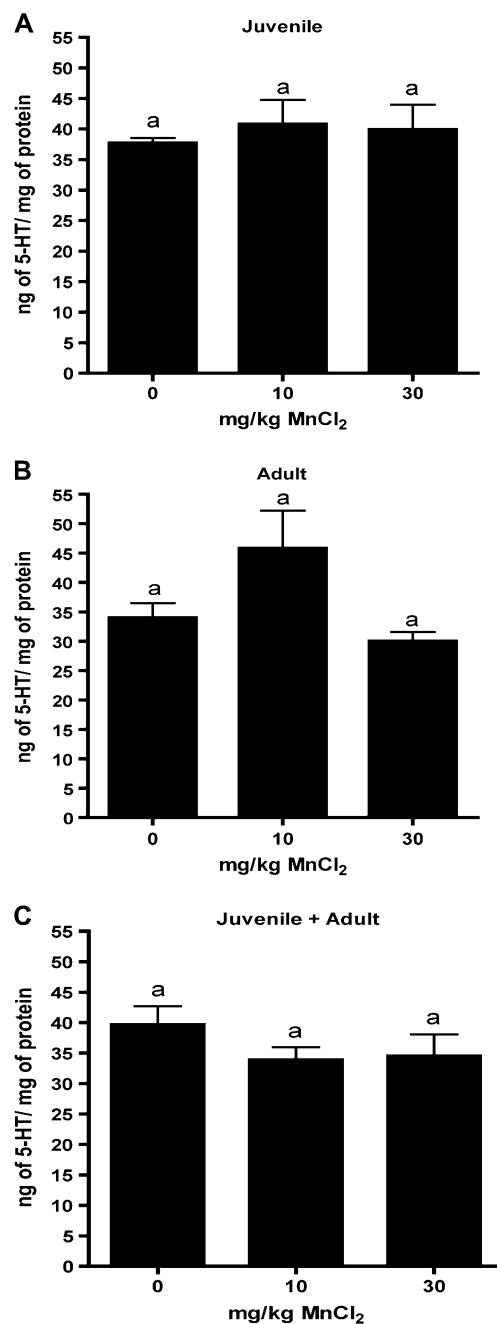 A
Juvenile
ng of 5-HT/ mg of protein
55
50
45
40
35
30
25
20
15
10
5
0
a
a
a
0 10 30
mg/kg MnCl₂
B
Adult
ng of 5-HT/ mg of protein
55
50
45
40
35
30
25
20
15
10
5
0
a
a
a
0 10 30
mg/kg MnCl₂
C
Juvenile + Adult
ng of 5-HT/ mg of protein
55
50
45
40
35
30
25
20
15
10
5
0
a
a
a
0 10 30
mg/kg MnCl₂